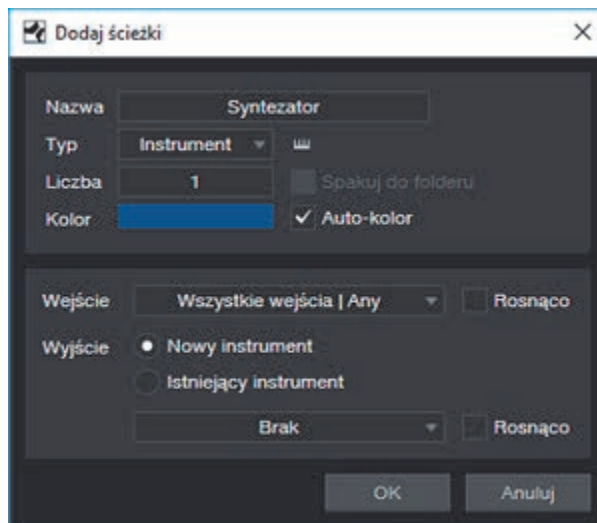 Dodaj ścieżki
Nazwa Syntezator
Typ Instrument
Liczba 1 Spakuj do folderu
Kolor Auto-kolor
Wejście Wszystkie wejścia | Any Rosnąco
Wyjście Nowy instrument
Istniejący instrument
Brak Rosnąco
OK Anuluj